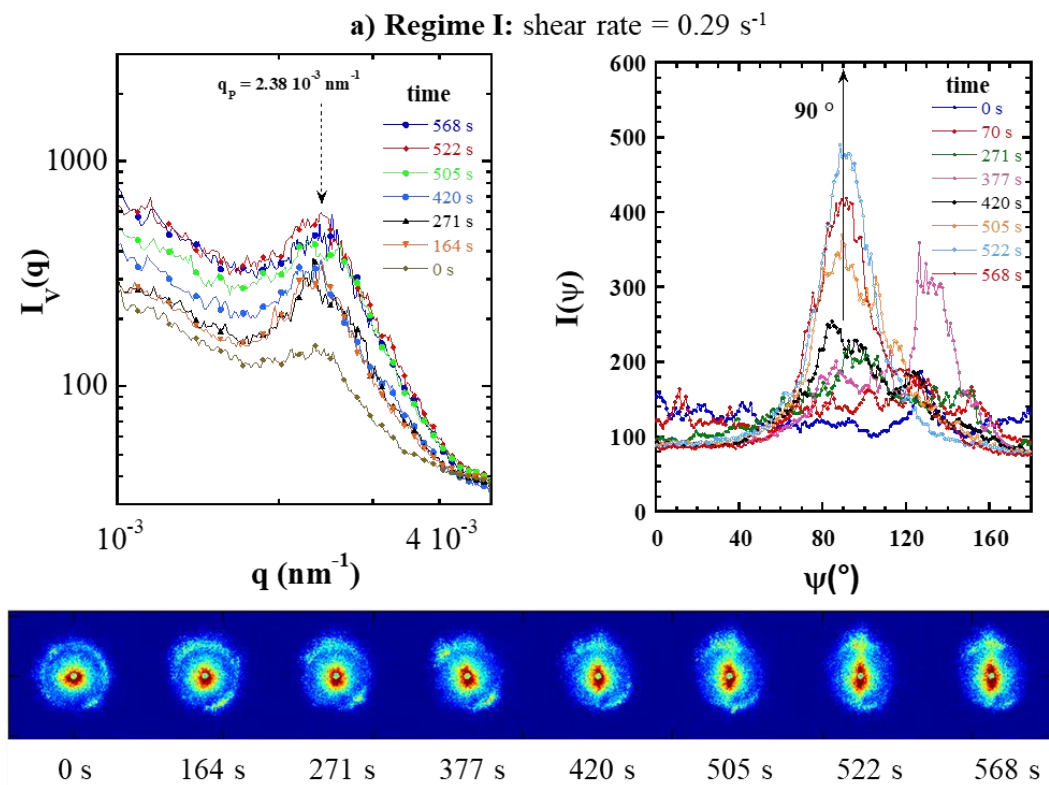 a) Regime I: shear rate = 0.29 s⁻¹
q_P = 2.38 10⁻³ nm⁻¹
time
568 s
522 s
505 s
420 s
271 s
164 s
0 s
1000
100
I_V(q)
10⁻³
4 10⁻³
q (nm⁻¹)
600
500
400
300
200
100
0
I(ψ)
90 °
time
0 s
70 s
271 s
377 s
420 s
505 s
522 s
568 s
0
40
80
120
160
ψ(°)
0 s
164 s
271 s
377 s
420 s
505 s
522 s
568 s